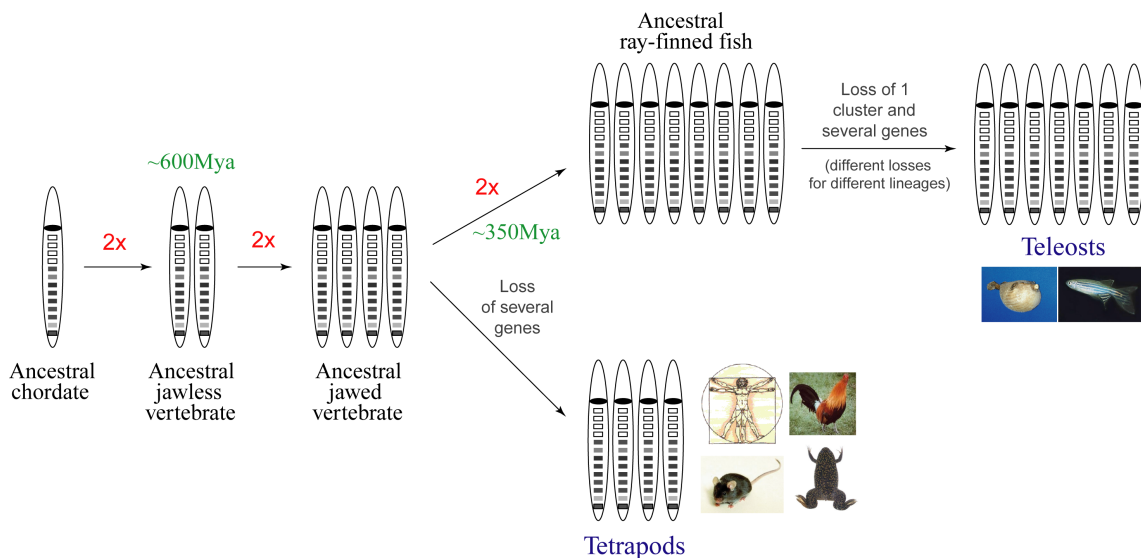 Ancestral
ray-finned fish
Loss of 1
cluster and
several genes
(different losses
for different lineages)
~600Mya
2x
2x
2x
~350Mya
Teleosts
Loss
of several
genes
Ancestral
chordate
Ancestral
jawless
vertebrate
Ancestral
jawed
vertebrate
Tetrapods